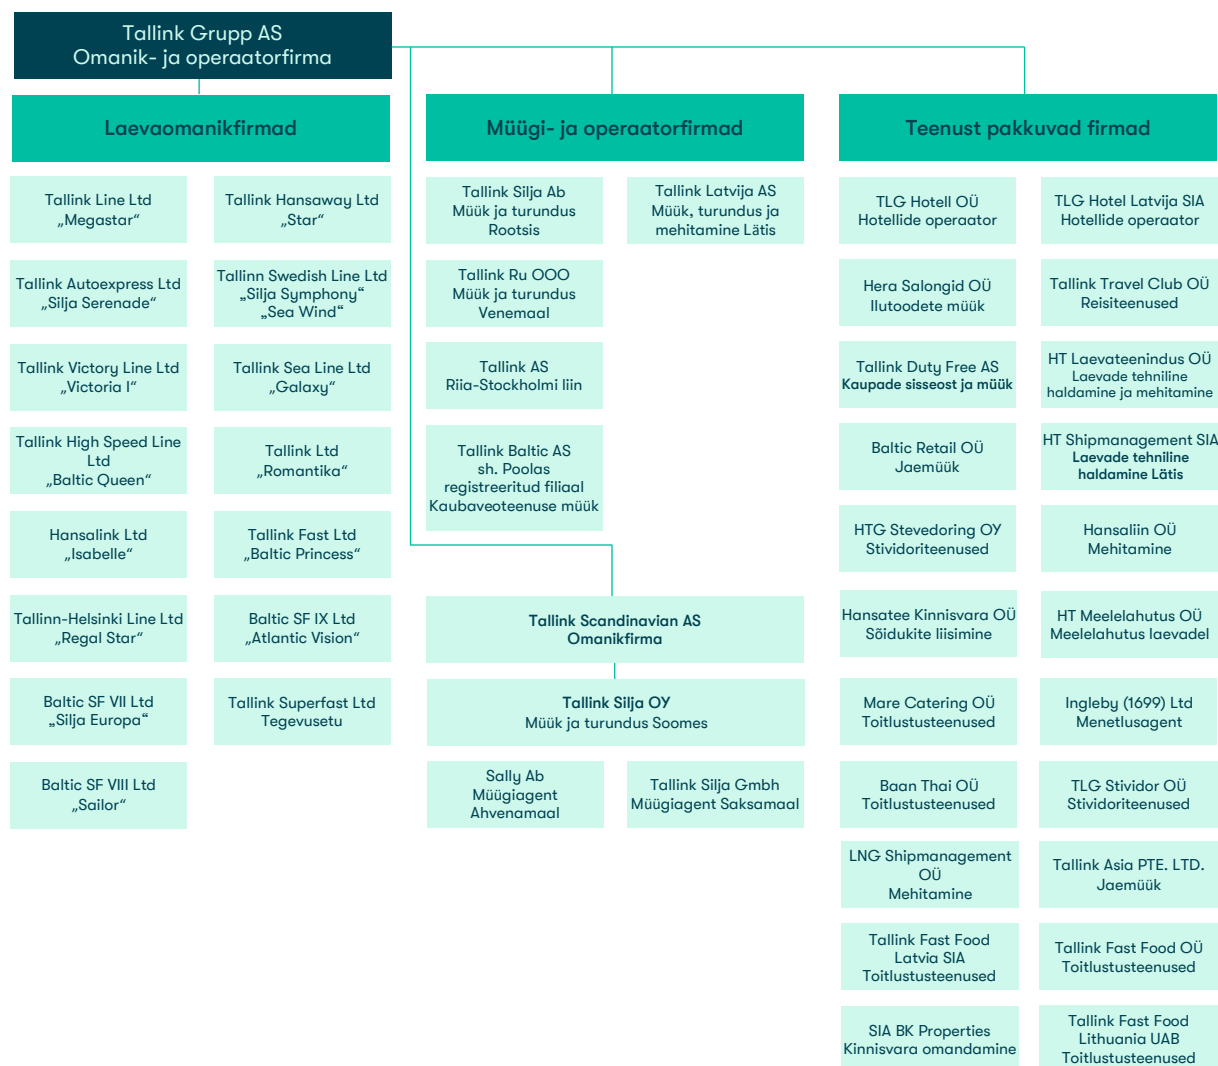 Tallink Grupp AS
Omanik- ja operaatorfirma
Laevaomanikfirmad
Tallink Line Ltd
„Megastar“
Tallink Hansaway Ltd
„Star“
Tallink Autoexpress Ltd
„Silja Serenade“
Tallinn Swedish Line Ltd
„Silja Symphony“
„Sea Wind“
Tallink Victory Line Ltd
„Victoria I“
Tallink Sea Line Ltd
„Galaxy“
Tallink High Speed Line
Ltd
„Baltic Queen“
Tallink Ltd
„Romantika“
Hansalink Ltd
„Isabelle“
Tallink Fast Ltd
„Baltic Princess“
Tallinn-Helsinki Line Ltd
„Regal Star“
Baltic SF IX Ltd
„Atlantic Vision“
Baltic SF VII Ltd
„Silja Europa“
Tallink Superfast Ltd
Tegevusetu
Baltic SF VIII Ltd
„Sailor“
Müügi- ja operaatorfirmad
Tallink Silja Ab
Müük ja turundus
Rootsis
Tallink Latvija AS
Müük, turundus ja
mehitamine Lätis
Tallink Ru OOO
Müük ja turundus
Venemaal
Tallink AS
Riia-Stockholmi liin
Tallink Baltic AS
sh. Poolas
registreeritud filiaal
Kaubaveoteenuse müük
Tallink Scandinavian AS
Omanikfirma
Tallink Silja OY
Müük ja turundus Soomes
Sally Ab
Müügiagent
Ahvenamaal
Tallink Silja Gmbh
Müügiagent Saksamaal
Teenust pakkuvad firmad
TLG Hotell OÜ
Hotellide operaator
TLG Hotel Latvija SIA
Hotellide operaator
Hera Salongid OÜ
Ilutoodete müük
Tallink Travel Club OÜ
Reisiteenused
Tallink Duty Free AS
Kaupade sisseost ja müük
HT Laevateenindus OÜ
Laevade tehniline
haldamine ja mehitamine
Baltic Retail OÜ
Jaemüük
HT Shipmanagement SIA
Laevade tehniline
haldamine Lätis
HTG Stevedoring OY
Stividoriteenused
Hansaliin OÜ
Mehitamine
Hansatee Kinnisvara OÜ
Sõidukite liisimine
HT Meelelahutus OÜ
Meelelahutus laevadel
Mare Catering OÜ
Toitlustusteenused
Ingleby (1699) Ltd
Menetlusagent
Baan Thai OÜ
Toitlustusteenused
TLG Stividor OÜ
Stividoriteenused
LNG Shipmanagement
OÜ
Mehitamine
Tallink Asia PTE. LTD.
Jaemüük
Tallink Fast Food
Latvia SIA
Toitlustusteenused
Tallink Fast Food OÜ
Toitlustusteenused
SIA BK Properties
Kinnisvara omandamine
Tallink Fast Food
Lithuania UAB
Toitlustusteenused